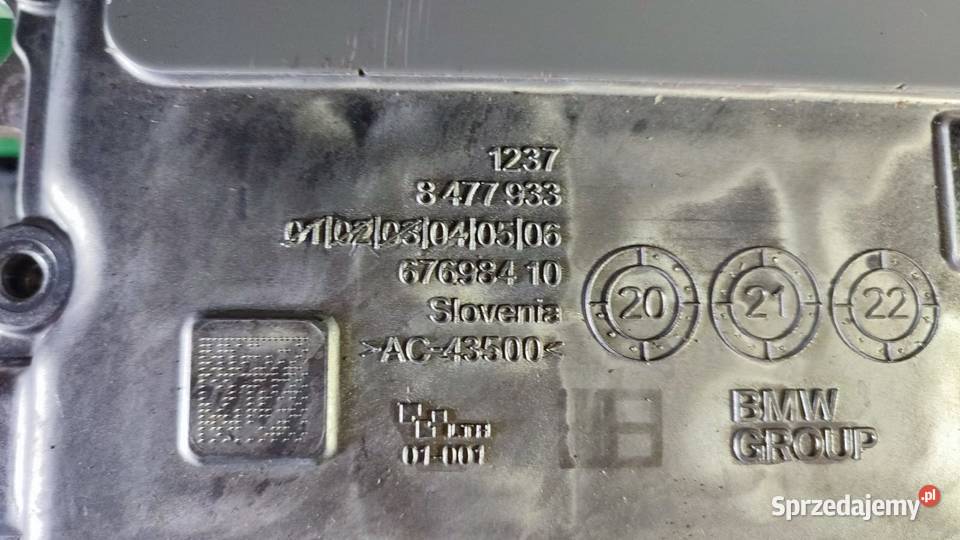 1237
8 477 933
01|02|03|04|05|06
676984 10
Slovenia
>AC-43500<
20 21 22
01-001
BMW
GROUP
Sprzedajemy.pl